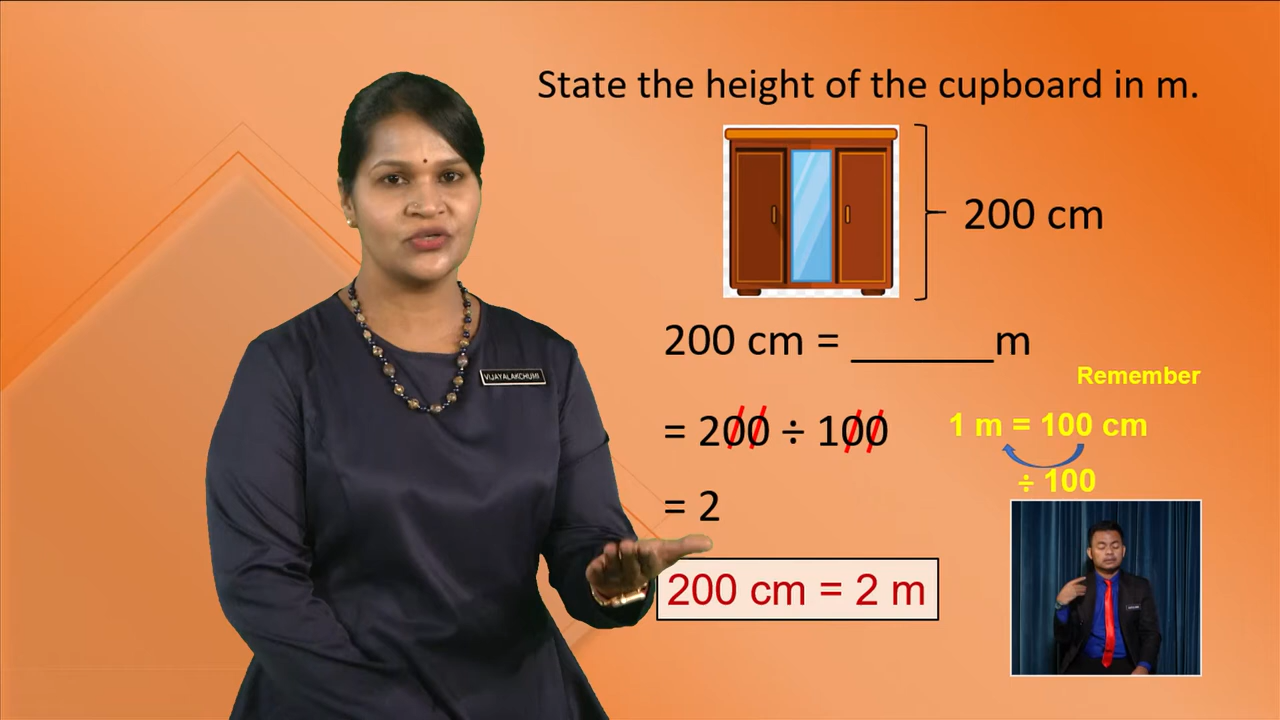 State the height of the cupboard in m.
200 cm
200 cm = ______m
Remember
= 200 ÷ 100
1 m = 100 cm
÷ 100
= 2
200 cm = 2 m
VIJAYALAKCHUMI